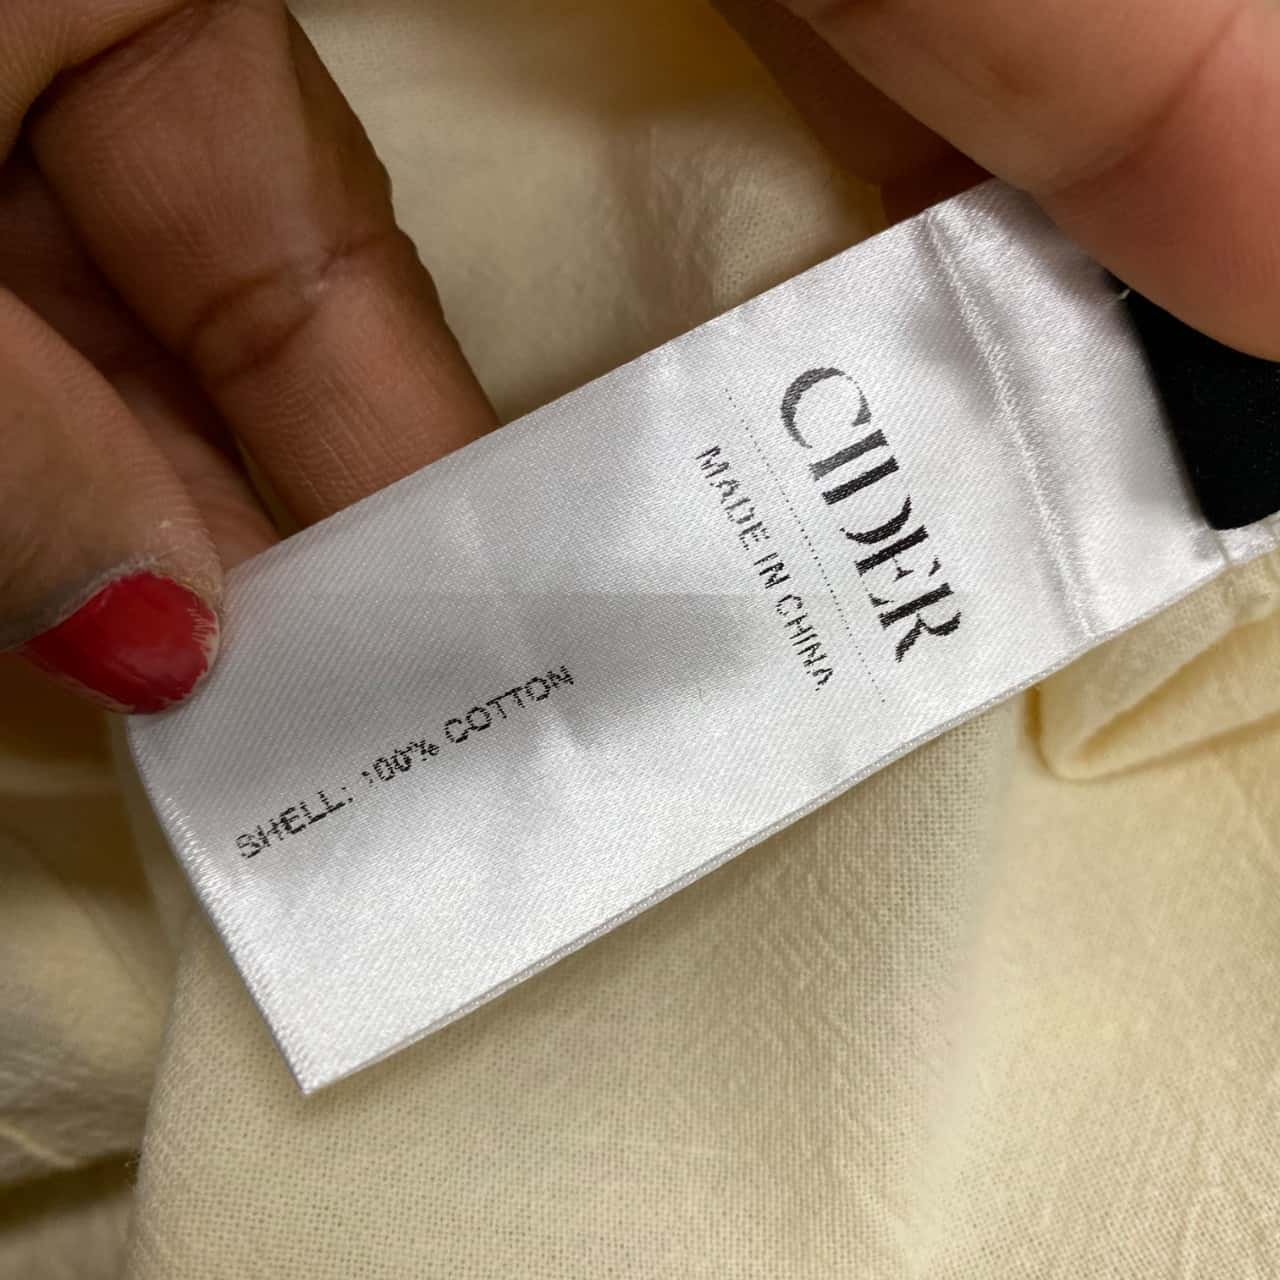 CIDER
MADE IN CHINA
SHELL: 100% COTTON